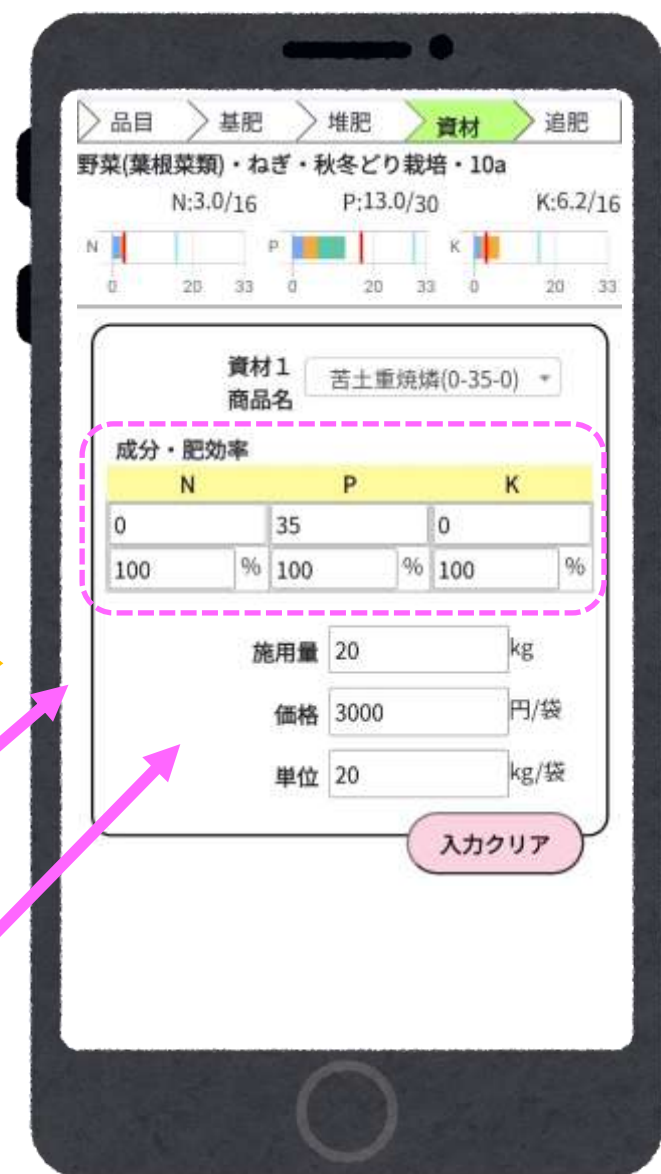 品目 基肥 堆肥 資材 追肥
野菜(葉根菜類)・ねぎ・秋冬どり栽培・10a
N:3.0/16 P:13.0/30 K:6.2/16
N P K
0 20 33 0 20 33 0 20 33
資材１ 苦土重焼燐(0-35-0)
商品名
成分・肥効率
N P K
0 35 0
100 % 100 % 100 %
施用量 20 kg
価格 3000 円/袋
単位 20 kg/袋
入力クリア